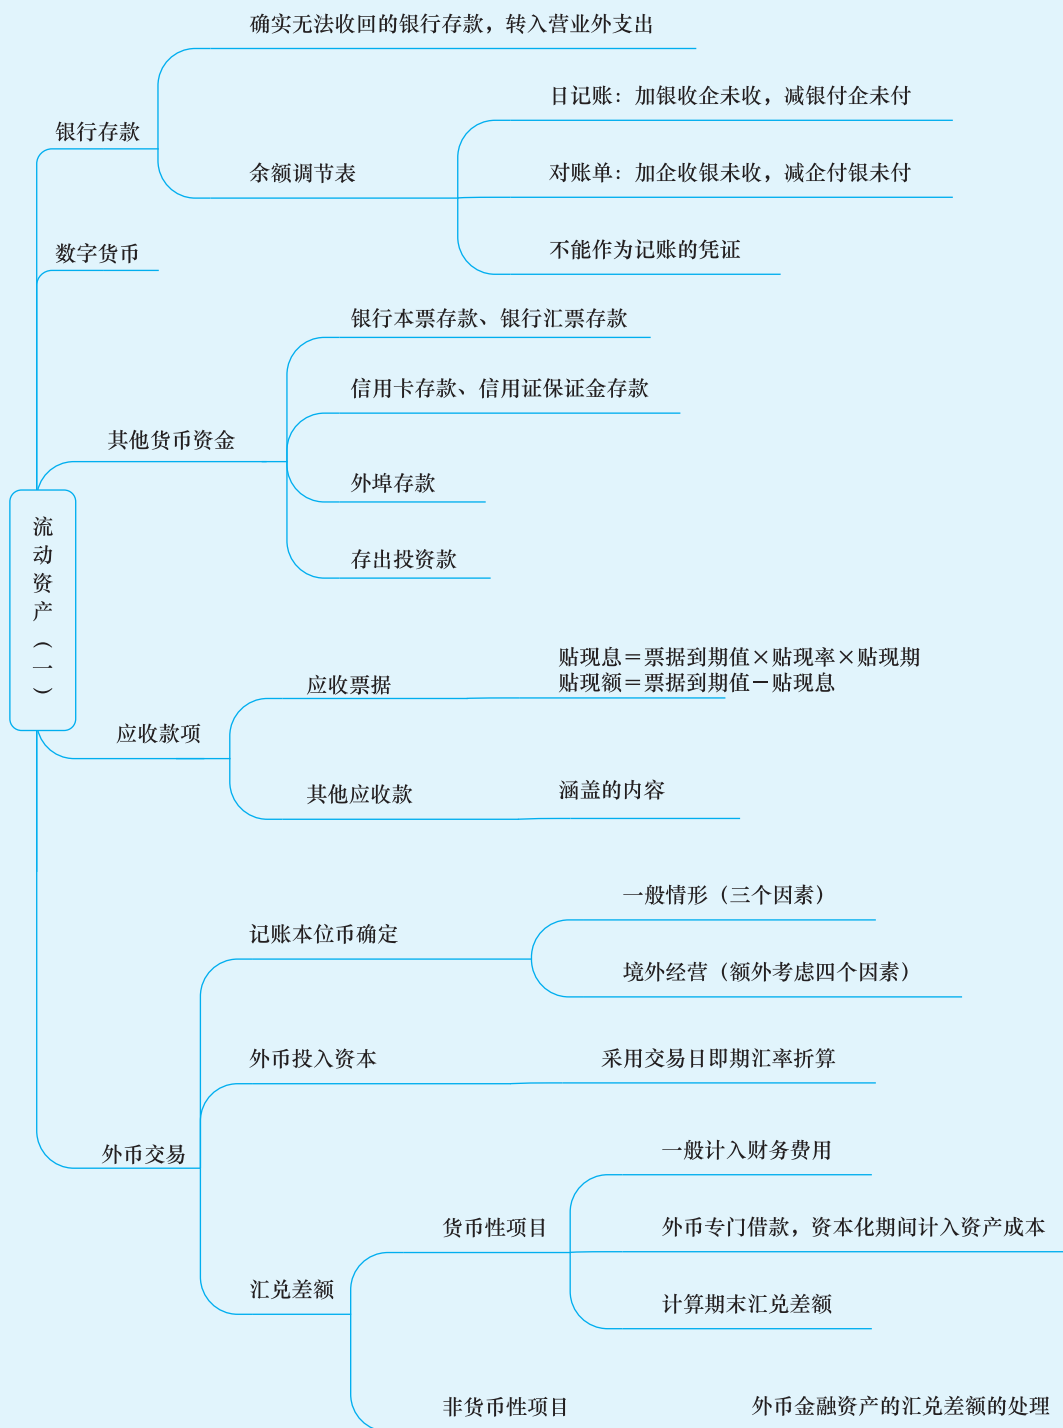 确实无法收回的银行存款，转入营业外支出
日记账：加银收企未收，减银付企未付
银行存款
余额调节表
对账单：加企收银未收，减企付银未付
数字货币
不能作为记账的凭证
银行本票存款、银行汇票存款
信用卡存款、信用证保证金存款
其他货币资金
外埠存款
存出投资款
流动资产（一）
应收票据
贴现息＝票据到期值×贴现率×贴现期
贴现额＝票据到期值－贴现息
应收款项
其他应收款
涵盖的内容
一般情形（三个因素）
记账本位币确定
境外经营（额外考虑四个因素）
外币投入资本
采用交易日即期汇率折算
外币交易
一般计入财务费用
货币性项目
外币专门借款，资本化期间计入资产成本
汇兑差额
计算期末汇兑差额
非货币性项目
外币金融资产的汇兑差额的处理